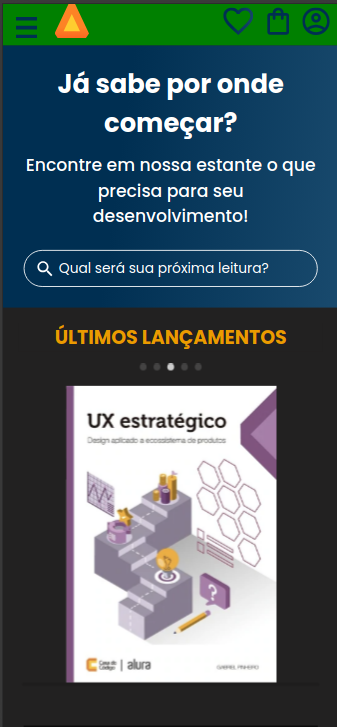 Já sabe por onde
começar?
Encontre em nossa estante o que
precisa para seu
desenvolvimento!
Qual será sua próxima leitura?
ÚLTIMOS LANÇAMENTOS
UX estratégico
Design aplicado a ecossistema de produtos
Casa do
Código
alura
GABRIEL PINHEIRO